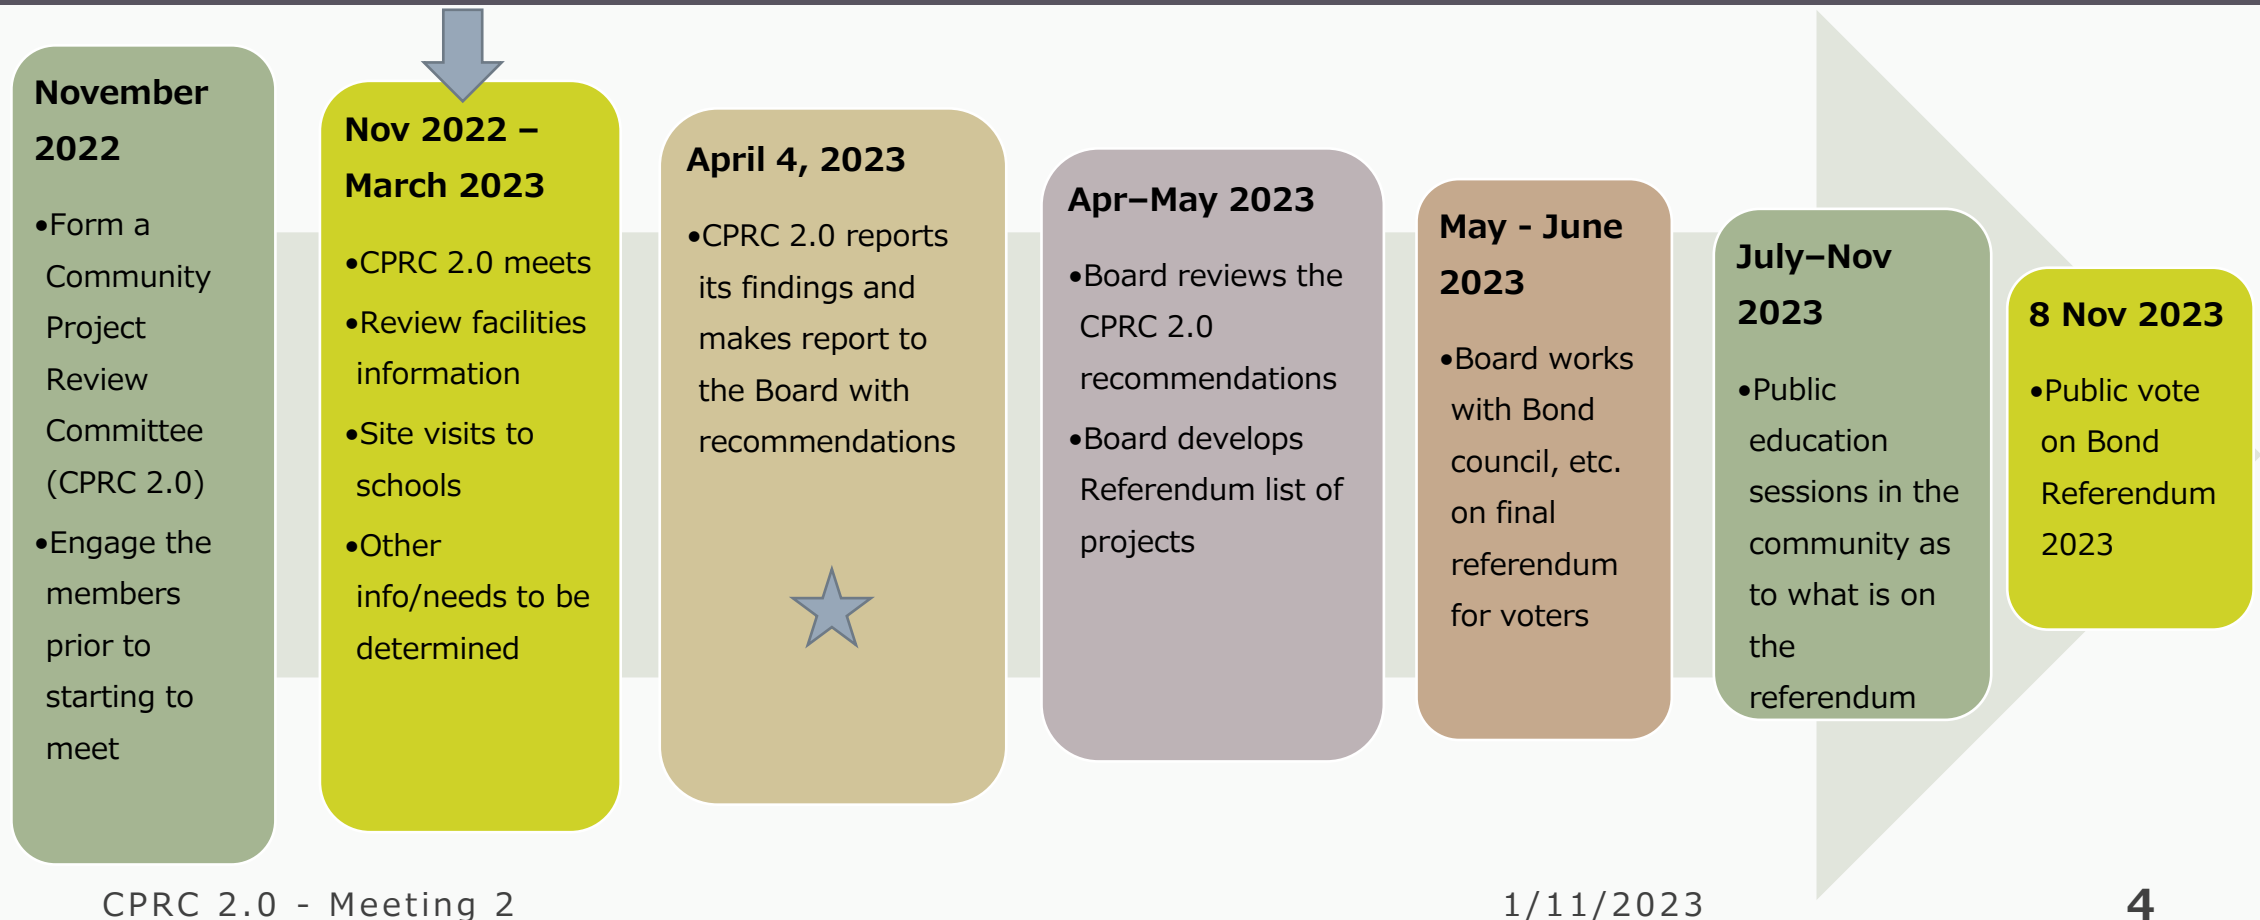 November
2022
•Form a
Community
Project
Review
Committee
(CPRC 2.0)
•Engage the
members
prior to
starting to
meet
Nov 2022 –
March 2023
•CPRC 2.0 meets
•Review facilities
information
•Site visits to
schools
•Other
info/needs to be
determined
April 4, 2023
•CPRC 2.0 reports
its findings and
makes report to
the Board with
recommendations
Apr–May 2023
•Board reviews the
CPRC 2.0
recommendations
•Board develops
Referendum list of
projects
May - June
2023
•Board works
with Bond
council, etc.
on final
referendum
for voters
July–Nov
2023
•Public
education
sessions in the
community as
to what is on
the
referendum
8 Nov 2023
•Public vote
on Bond
Referendum
2023
CPRC 2.0 - Meeting 2
1/11/2023
4